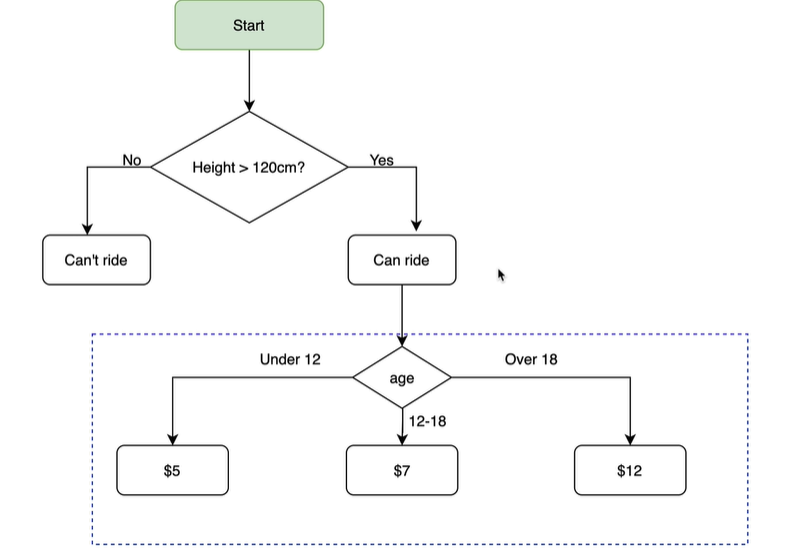 Start
Height > 120cm?
No
Yes
Can't ride
Can ride
age
Under 12
12-18
Over 18
$5
$7
$12